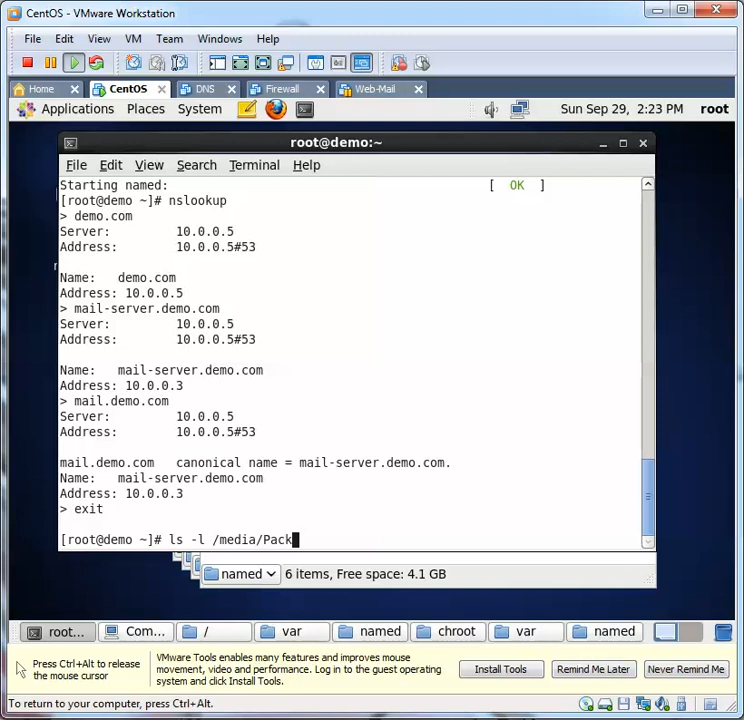 CentOS - VMware Workstation
File Edit View VM Team Windows Help
Home CentOS DNS Firewall Web-Mail
Applications Places System Sun Sep 29, 2:23 PM root
root@demo:~
File Edit View Search Terminal Help
Starting named: [ OK ]
[root@demo ~]# nslookup
> demo.com
Server: 10.0.0.5
Address: 10.0.0.5#53
Name: demo.com
Address: 10.0.0.5
> mail-server.demo.com
Server: 10.0.0.5
Address: 10.0.0.5#53
Name: mail-server.demo.com
Address: 10.0.0.3
> mail.demo.com
Server: 10.0.0.5
Address: 10.0.0.5#53
mail.demo.com canonical name = mail-server.demo.com.
Name: mail-server.demo.com
Address: 10.0.0.3
> exit
[root@demo ~]# ls -l /media/Pack
named 6 items, Free space: 4.1 GB
root... Com... / var named chroot var named
Press Ctrl+Alt to release
the mouse cursor
VMware Tools enables many features and improves mouse
movement, video and performance. Log in to the guest operating
system and click Install Tools.
Install Tools Remind Me Later Never Remind Me
To return to your computer, press Ctrl+Alt.